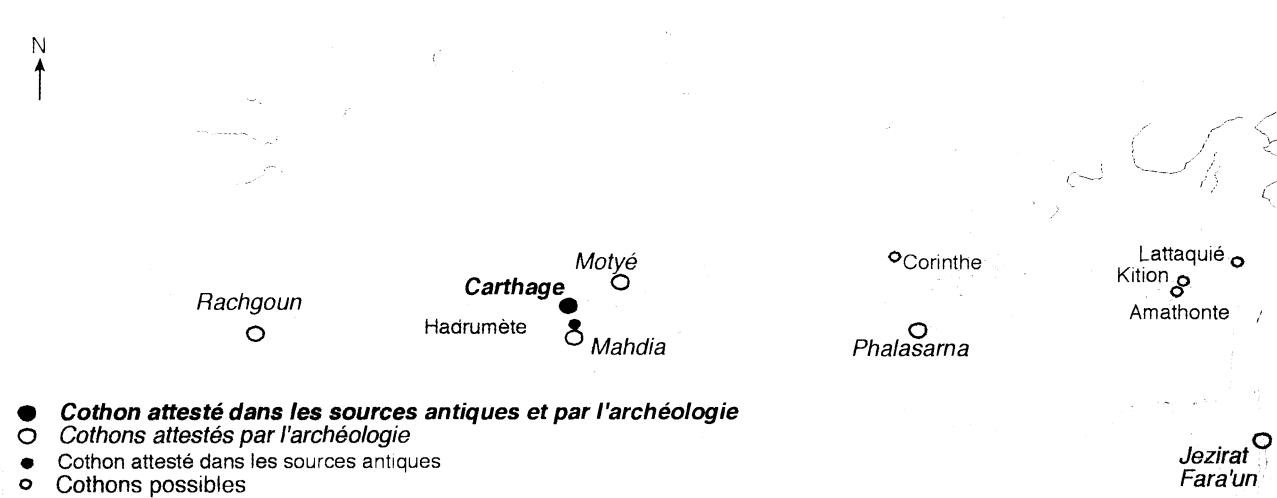 N
Motyé
Carthage
Rachgoun
Hadrumète
Mahdia
Corinthe
Phalasarna
Lattaquié
Kition
Amathonte
Cothon attesté dans les sources antiques et par l'archéologie
Cothons attestés par l'archéologie
Cothon attesté dans les sources antiques
Cothons possibles
Jezirat
Fara'un